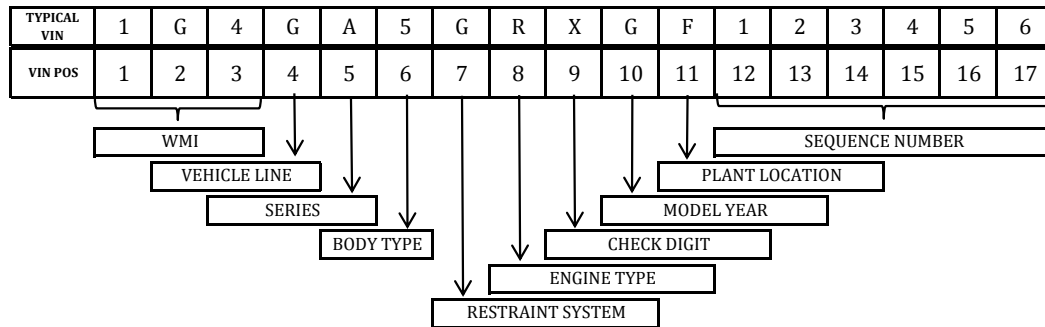 TYPICAL VIN 1 G 4 G A 5 G R X G F 1 2 3 4 5 6
VIN POS 1 2 3 4 5 6 7 8 9 10 11 12 13 14 15 16 17
WMI SEQUENCE NUMBER
VEHICLE LINE PLANT LOCATION
SERIES MODEL YEAR
BODY TYPE CHECK DIGIT
ENGINE TYPE
RESTRAINT SYSTEM